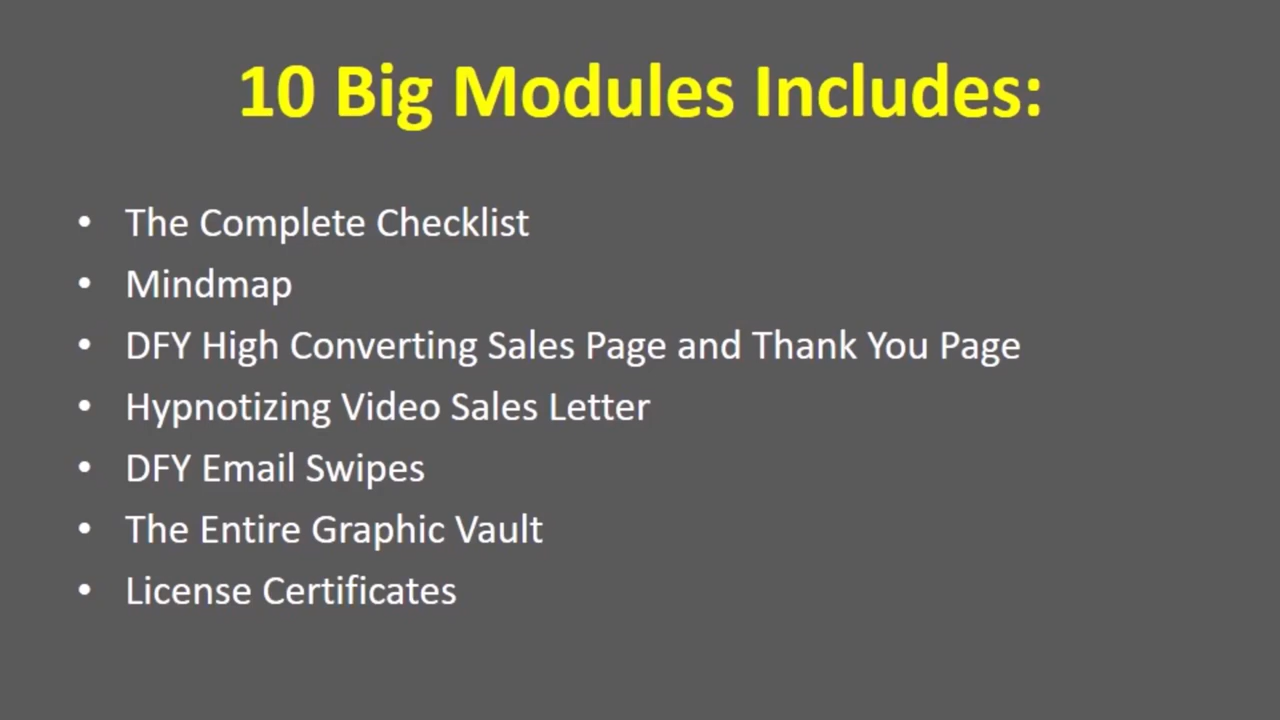 10 Big Modules Includes:
• The Complete Checklist
• Mindmap
• DFY High Converting Sales Page and Thank You Page
• Hypnotizing Video Sales Letter
• DFY Email Swipes
• The Entire Graphic Vault
• License Certificates